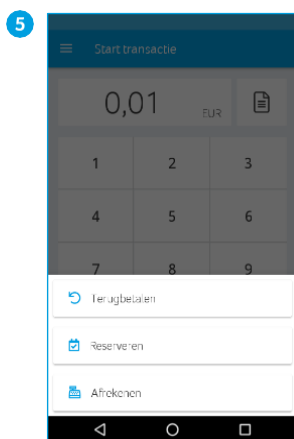 5
Start transactie
0,01 EUR
1 2 3
4 5 6
7 8 9
Terugbetalen
Reserveren
Afrekenen